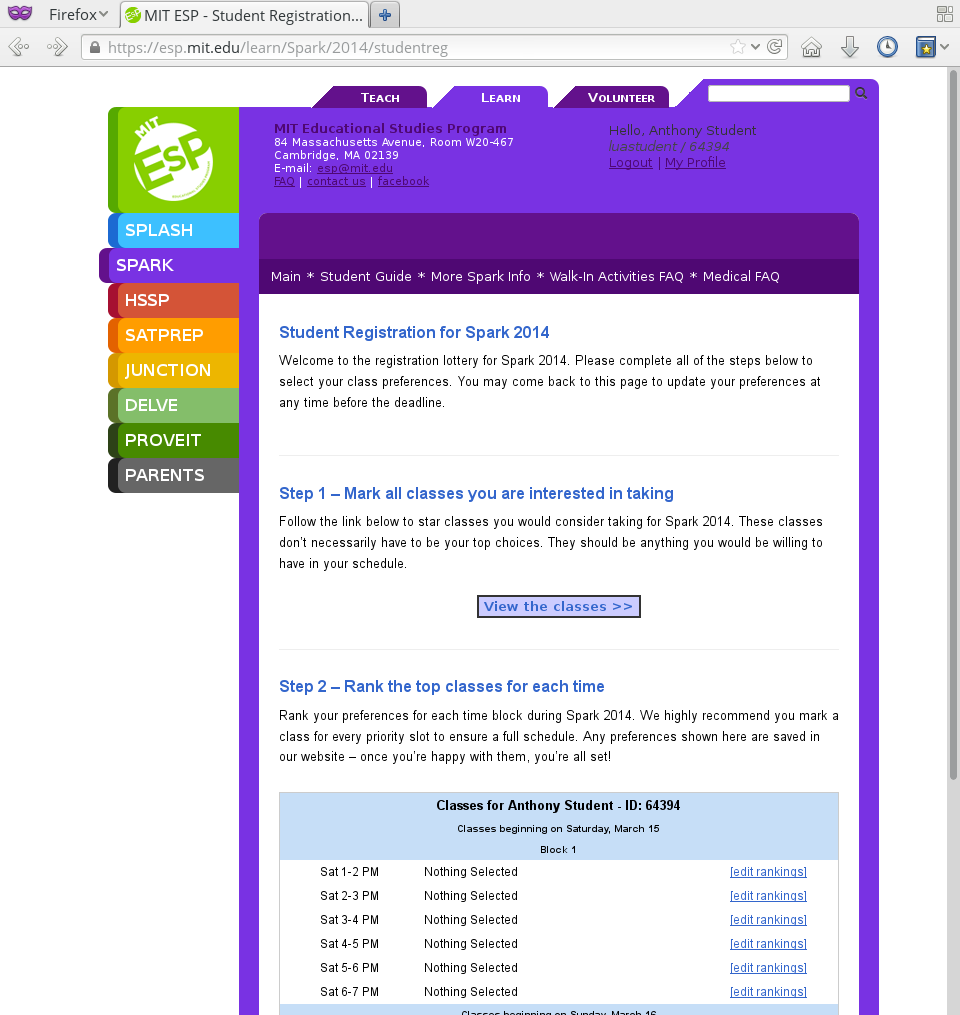 Firefox
MIT ESP - Student Registration...
https://esp.mit.edu/learn/Spark/2014/studentreg
Teach
Learn
Volunteer
MIT
ESP
MIT Educational Studies Program
84 Massachusetts Avenue, Room W20-467
Cambridge, MA 02139
E-mail: esp@mit.edu
FAQ | contact us | facebook
Hello, Anthony Student
luastudent / 64394
Logout | My Profile
SPLASH
SPARK
HSSP
SATPREP
JUNCTION
DELVE
PROVEIT
PARENTS
Main * Student Guide * More Spark Info * Walk-In Activities FAQ * Medical FAQ
Student Registration for Spark 2014
Welcome to the registration lottery for Spark 2014. Please complete all of the steps below to
select your class preferences. You may come back to this page to update your preferences at
any time before the deadline.
Step 1 – Mark all classes you are interested in taking
Follow the link below to star classes you would consider taking for Spark 2014. These classes
don't necessarily have to be your top choices. They should be anything you would be willing to
have in your schedule.
View the classes >>
Step 2 – Rank the top classes for each time
Rank your preferences for each time block during Spark 2014. We highly recommend you mark a
class for every priority slot to ensure a full schedule. Any preferences shown here are saved in
our website – once you're happy with them, you're all set!
Classes for Anthony Student - ID: 64394
Classes beginning on Saturday, March 15
Block 1
Sat 1-2 PM Nothing Selected [edit rankings]
Sat 2-3 PM Nothing Selected [edit rankings]
Sat 3-4 PM Nothing Selected [edit rankings]
Sat 4-5 PM Nothing Selected [edit rankings]
Sat 5-6 PM Nothing Selected [edit rankings]
Sat 6-7 PM Nothing Selected [edit rankings]
Classes beginning on Sunday, March 16